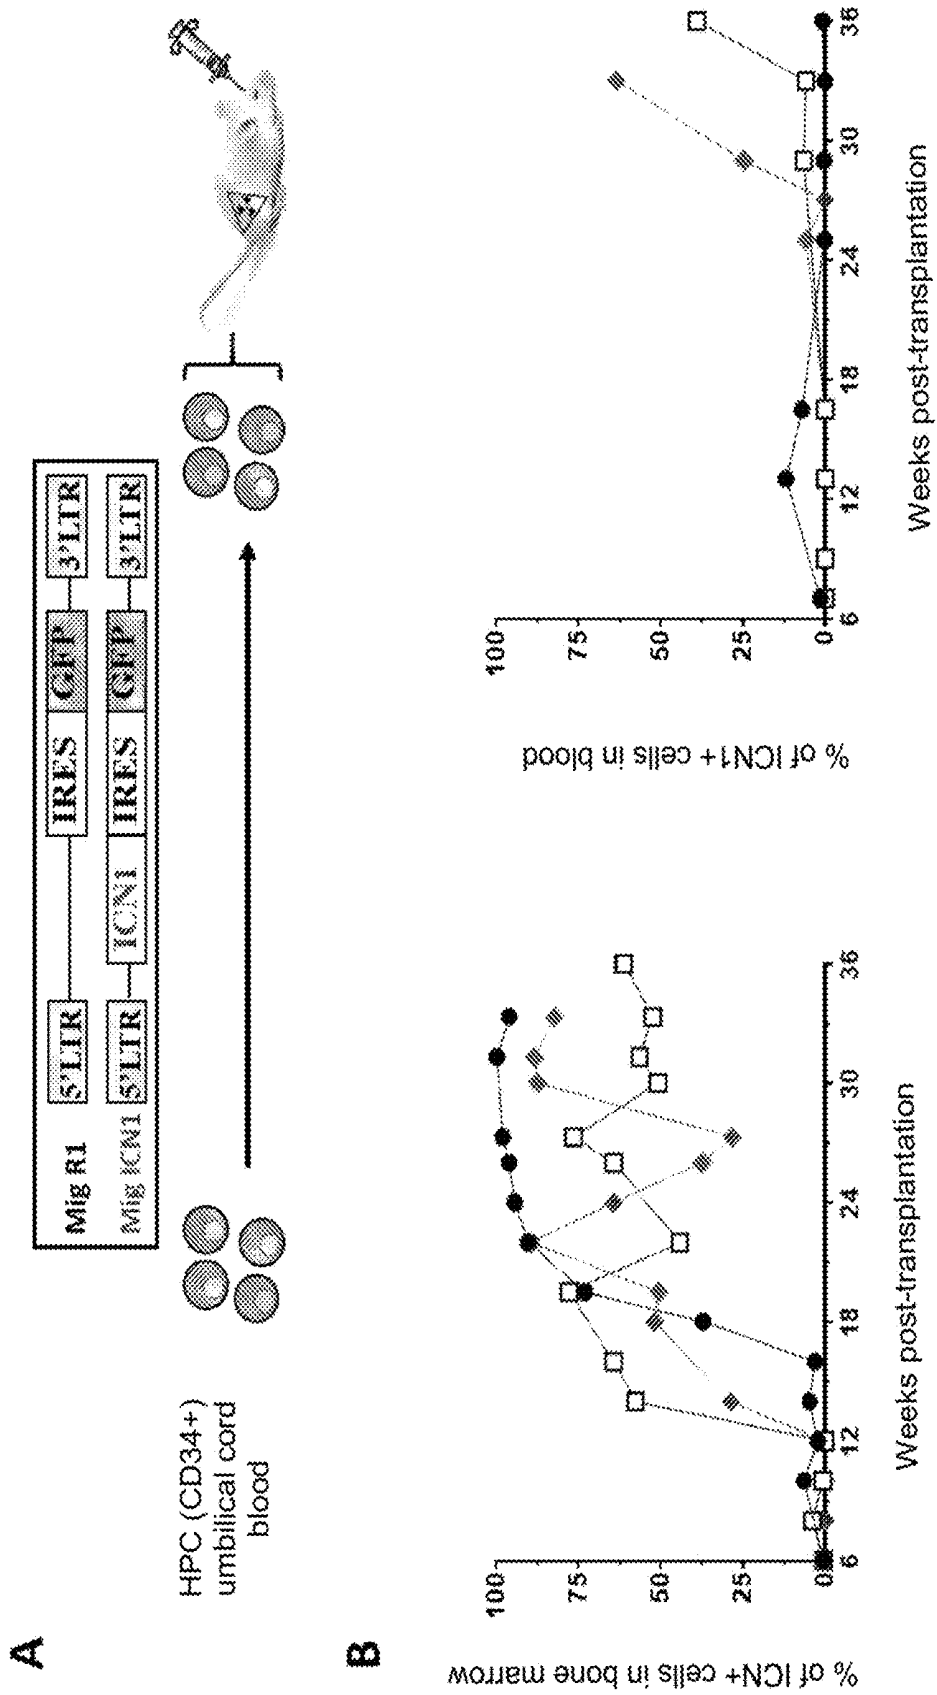 A
Mig R1
5'LTR
IRES
GFP
3'LTR
Mig ICN1
5'LTR
ICN1
IRES
GFP
3'LTR
HPC (CD34+)
umbilical cord
blood
B
% of ICN+ cells in bone marrow
100
75
50
25
0
6
12
18
24
30
36
Weeks post-transplantation
% of ICN1+ cells in blood
100
75
50
25
0
6
12
18
24
30
36
Weeks post-transplantation